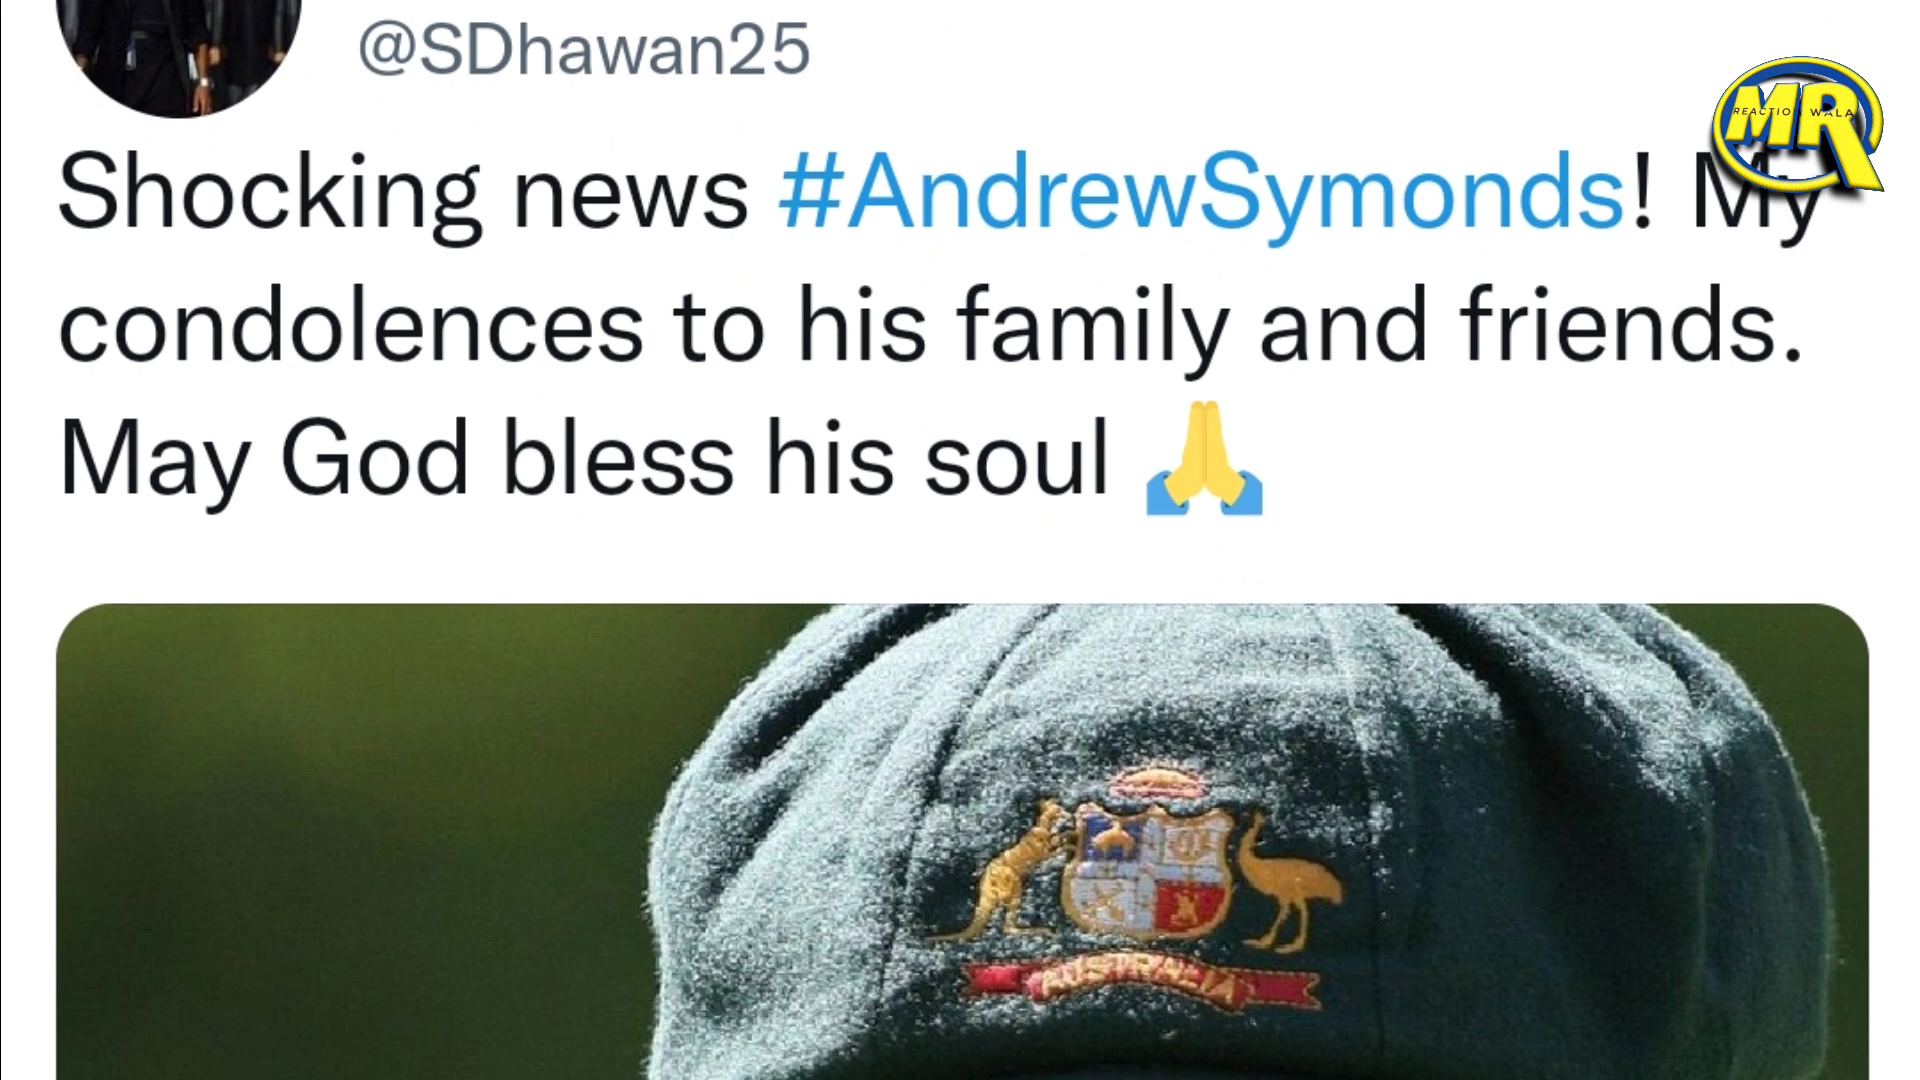 @SDhawan25
MR
REACTION WALA
Shocking news #AndrewSymonds! My
condolences to his family and friends.
May God bless his soul 🙏
AUSTRALIA